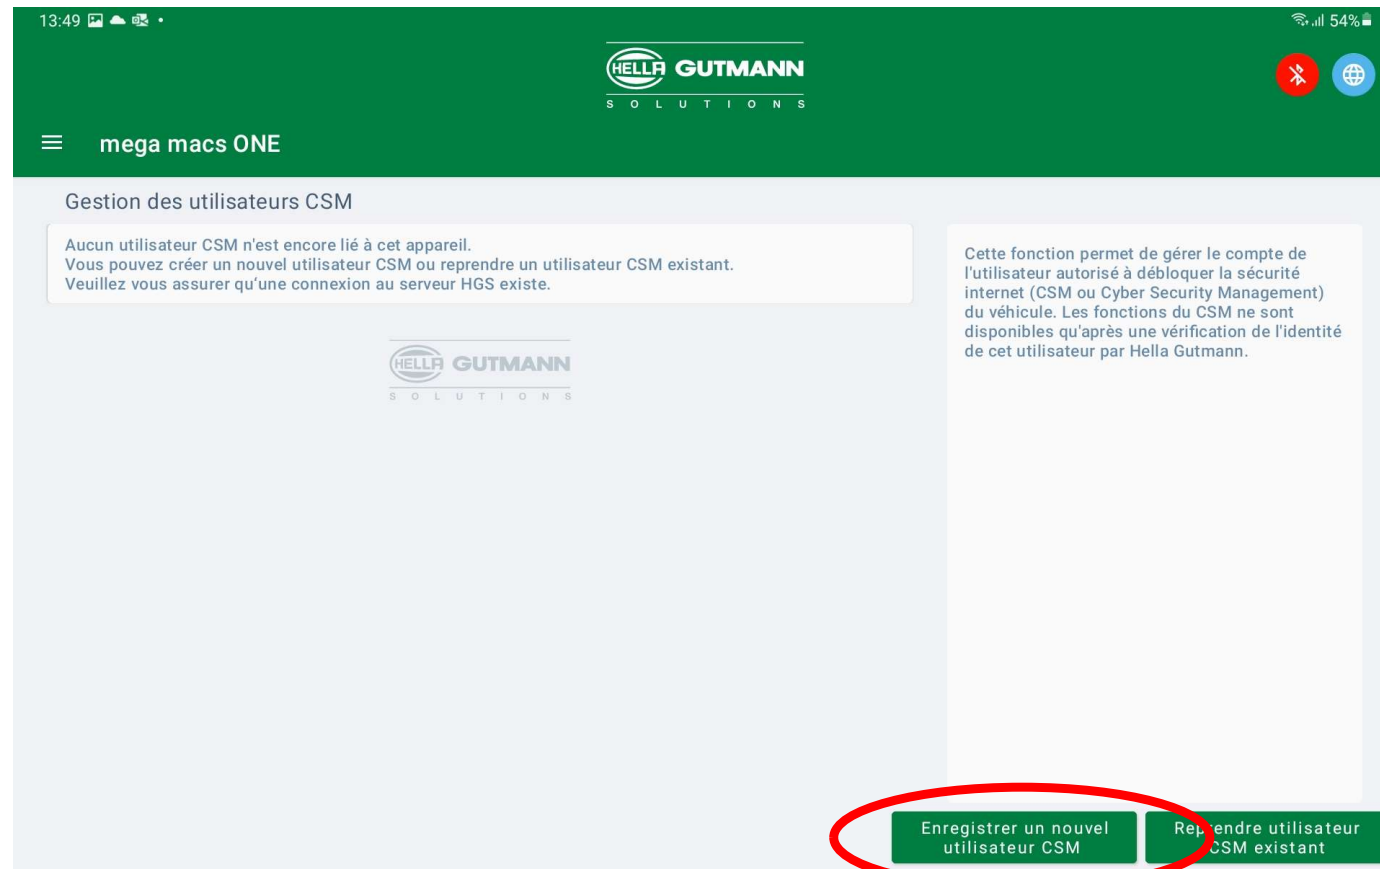 13:49
54%
HELLA GUTMANN
SOLUTIONS
mega macs ONE
Gestion des utilisateurs CSM
Aucun utilisateur CSM n'est encore lié à cet appareil.
Vous pouvez créer un nouvel utilisateur CSM ou reprendre un utilisateur CSM existant.
Veuillez vous assurer qu'une connexion au serveur HGS existe.
HELLA GUTMANN
SOLUTIONS
Cette fonction permet de gérer le compte de
l'utilisateur autorisé à débloquer la sécurité
internet (CSM ou Cyber Security Management)
du véhicule. Les fonctions du CSM ne sont
disponibles qu'après une vérification de l'identité
de cet utilisateur par Hella Gutmann.
Enregistrer un nouvel
utilisateur CSM
Reprendre utilisateur
CSM existant